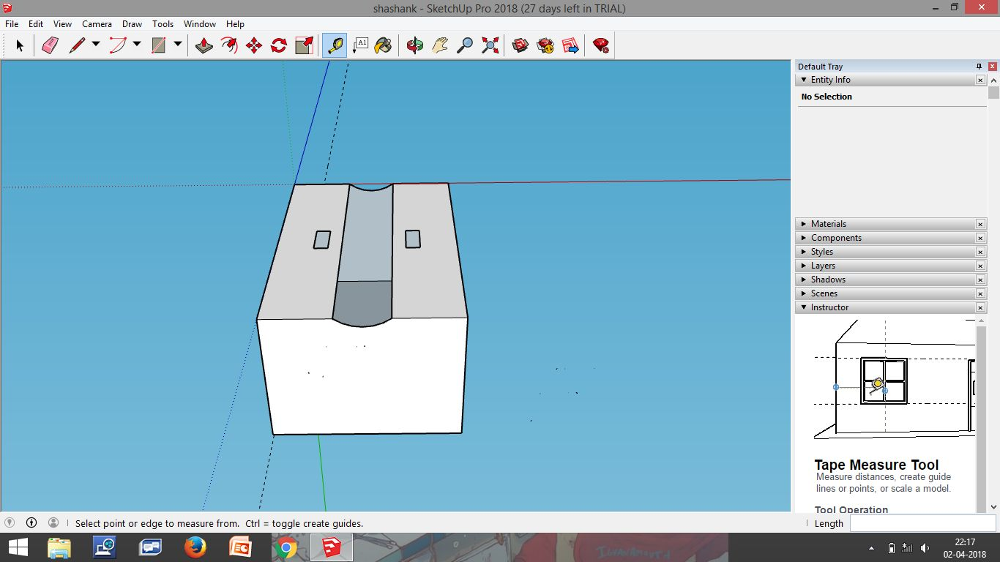 shashank - SketchUp Pro 2018 (27 days left in TRIAL)
File Edit View Camera Draw Tools Window Help
A1
Default Tray
Entity Info
No Selection
Materials
Components
Styles
Layers
Shadows
Scenes
Instructor
Tape Measure Tool
Measure distances, create guide
lines or points, or scale a model.
Tool Operation
Select point or edge to measure from. Ctrl = toggle create guides.
Length
22:17
02-04-2018